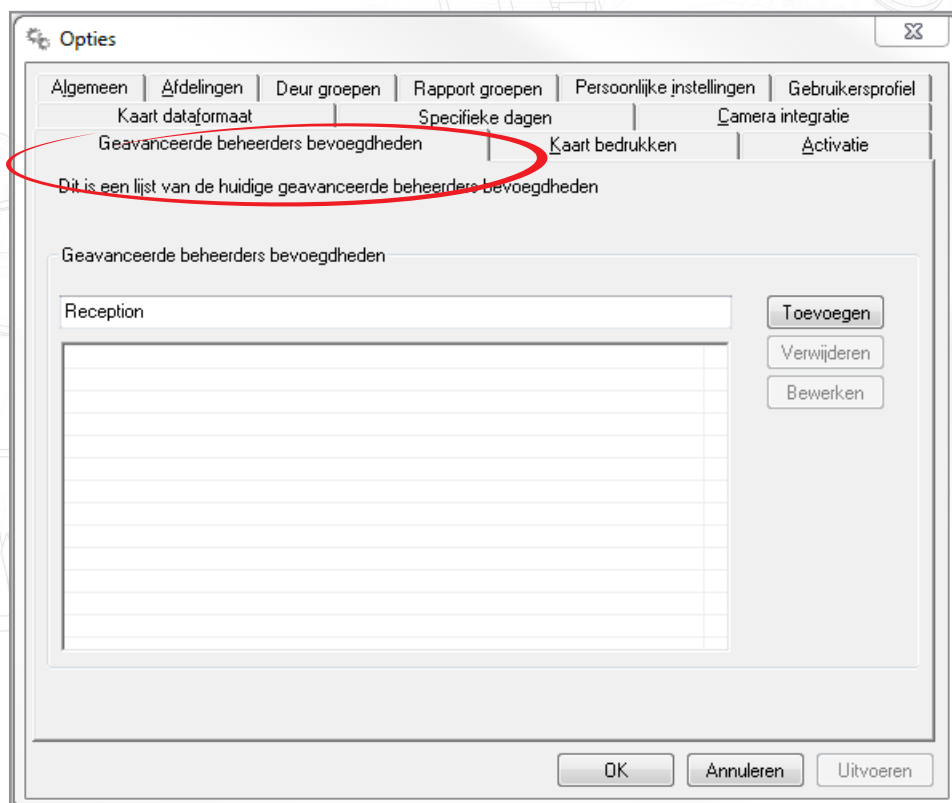 Opties
Algemeen Afdelingen Deur groepen Rapport groepen Persoonlijke instellingen Gebruikersprofiel
Kaart dataformaat Specifieke dagen Camera integratie
Geavanceerde beheerders bevoegdheden Kaart bedrukken Activatie
Dit is een lijst van de huidige geavanceerde beheerders bevoegdheden
Geavanceerde beheerders bevoegdheden
Reception Toevoegen
Verwijderen
Bewerken
OK Annuleren Uitvoeren